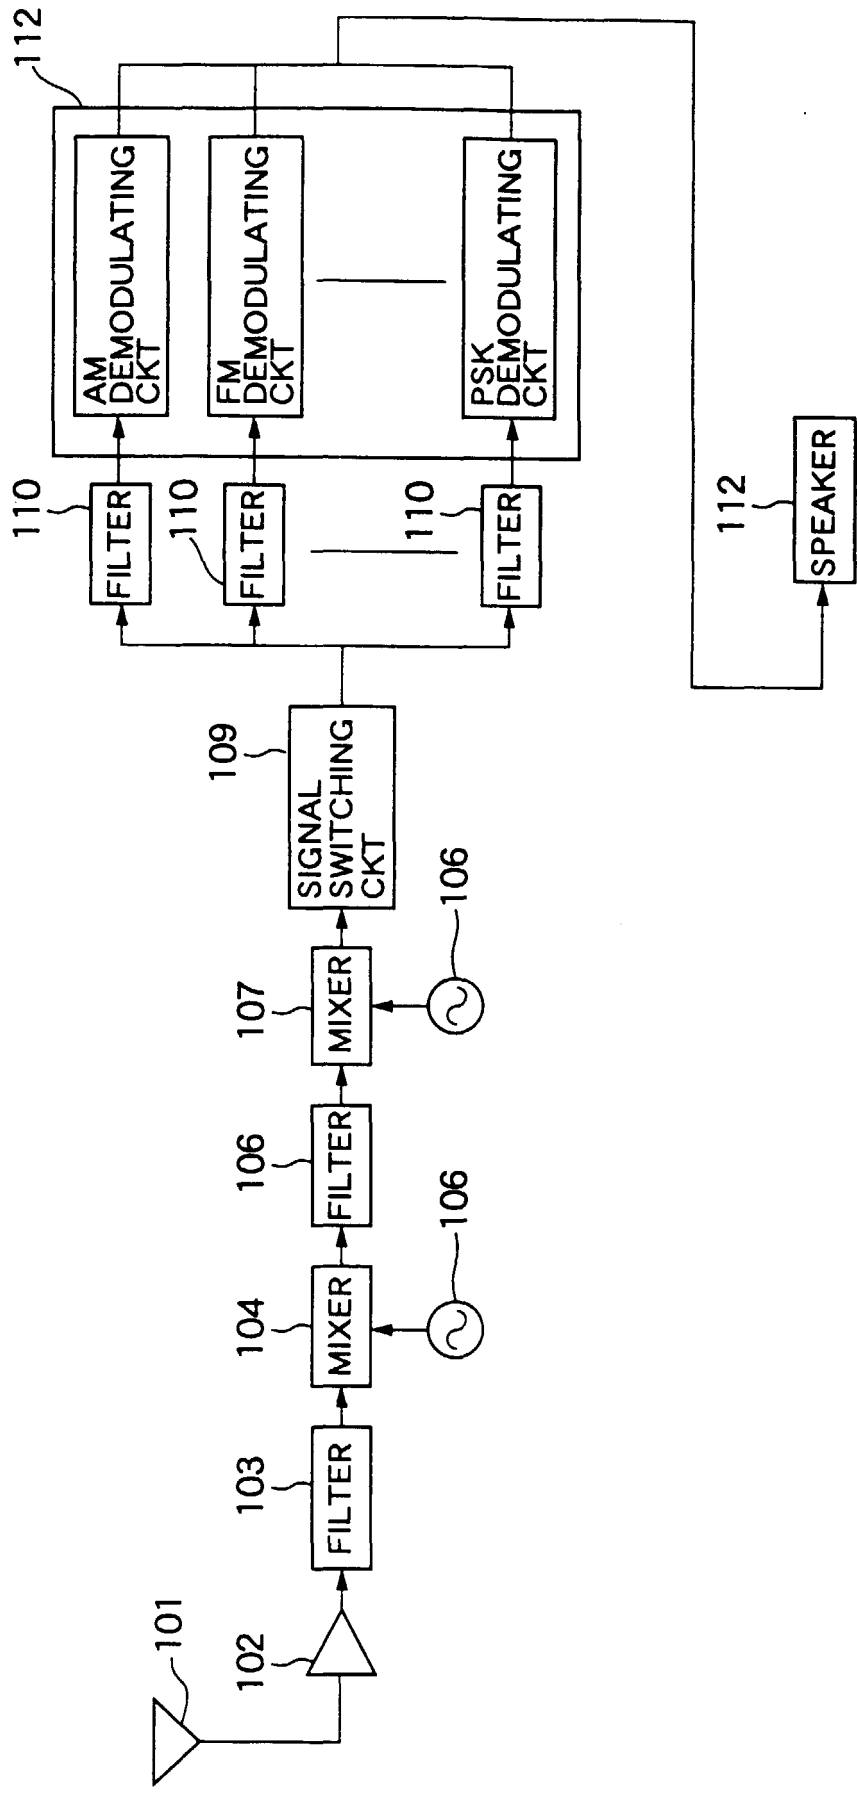 101
102
103
FILTER
104
MIXER
106
106
FILTER
107
MIXER
106
109
SIGNAL
SWITCHING
CKT
110
FILTER
110
FILTER
110
FILTER
112
AM
DEMODULATING
CKT
FM
DEMODULATING
CKT
PSK
DEMODULATING
CKT
112
SPEAKER